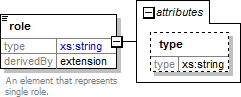 role
type xs:string
derivedBy extension
An element that represents
single role.
attributes
type
type xs:string